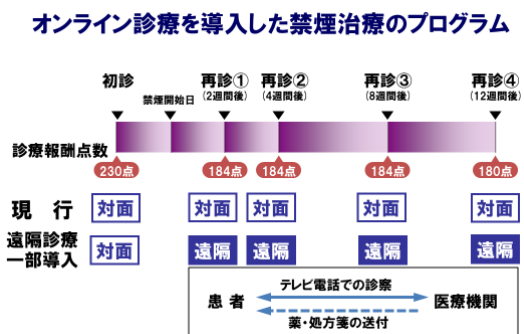 オンライン診療を導入した禁煙治療のプログラム
初診
禁煙開始日
再診①
(2週間後)
再診②
(4週間後)
再診③
(8週間後)
再診④
(12週間後)
診療報酬点数
230点
184点
184点
184点
180点
現 行
対面
対面
対面
対面
対面
遠隔診療
一部導入
対面
遠隔
遠隔
遠隔
遠隔
テレビ電話での診察
患 者
医療機関
薬・処方箋の送付